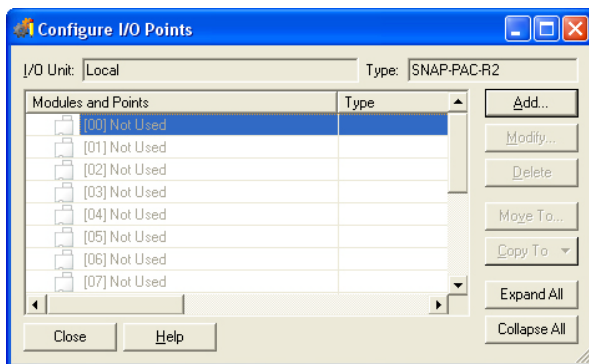 Configure I/O Points
I/O Unit: Local Type: SNAP-PAC-R2
Modules and Points Type
[00] Not Used
[01] Not Used
[02] Not Used
[03] Not Used
[04] Not Used
[05] Not Used
[06] Not Used
[07] Not Used
Add...
Modify...
Delete
Move To...
Copy To
Expand All
Collapse All
Close Help